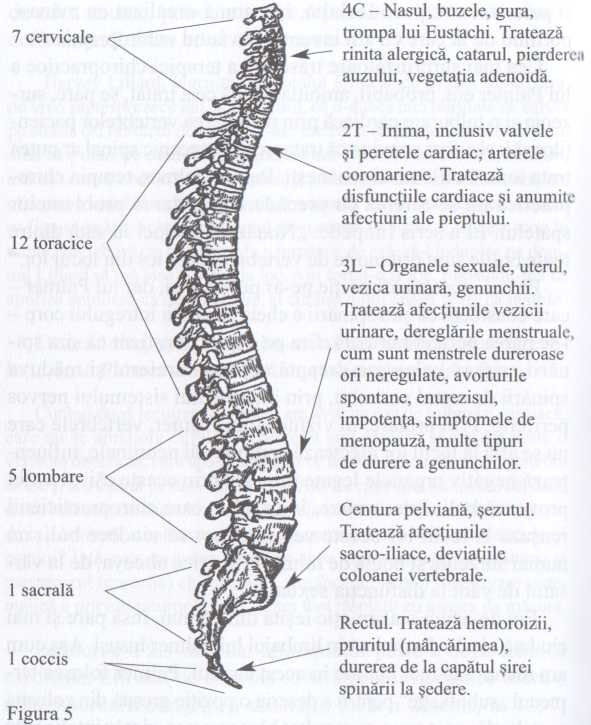 7 cervicale
4C – Nasul, buzele, gura,
trompa lui Eustachi. Tratează
rinita alergică, guturaiul, pierderea
auzului, vegetația adenoidă.
2T – Inima, inclusiv valvele
și peretele cardiac; arterele
coronariene. Tratează
disfuncțiile cardiace și anumite
afecțiuni ale pieptului.
12 toracice
3L – Organele sexuale, uterul,
vezica urinară, genunchii.
Tratează afecțiunile vezicii
urinare, dereglările menstruale,
cum sunt menstrele dureroase
ori neregulate, avorturile
spontane, enurezisul,
impotența, simptomele de
menopauză, multe tipuri
de durere a genunchilor.
5 lombare
Centura pelviană, șezutul.
Tratează afecțiunile
sacro-iliace, deviațiile
coloanei vertebrale.
1 sacrală
Rectul. Tratează hemoroizii,
pruritul (mâncărimea),
durerea de la capătul șirei
spinării la ședere.
1 coccis
Figura 5